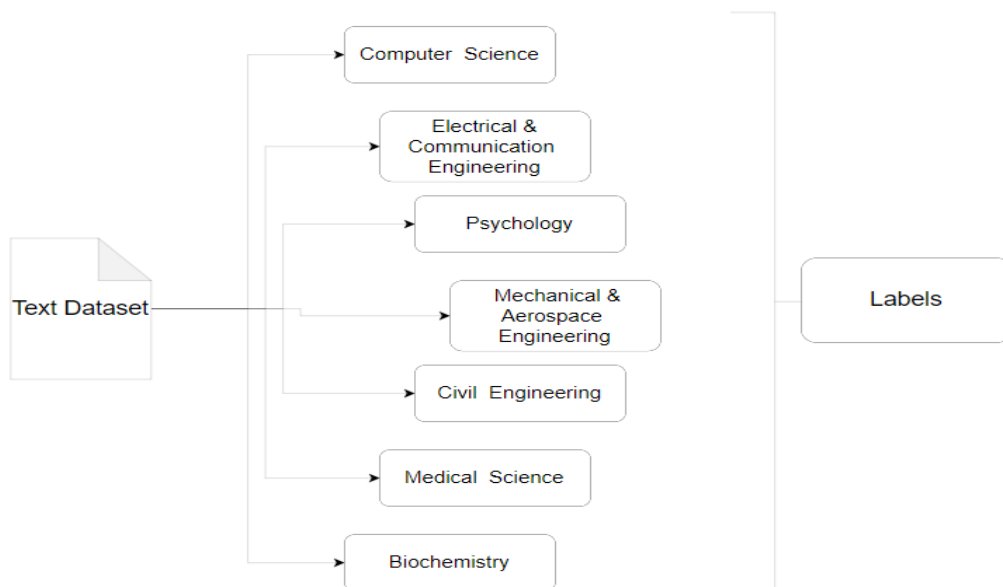 Computer Science
Electrical &
Communication
Engineering
Psychology
Text Dataset
Mechanical &
Aerospace
Engineering
Labels
Civil Engineering
Medical Science
Biochemistry